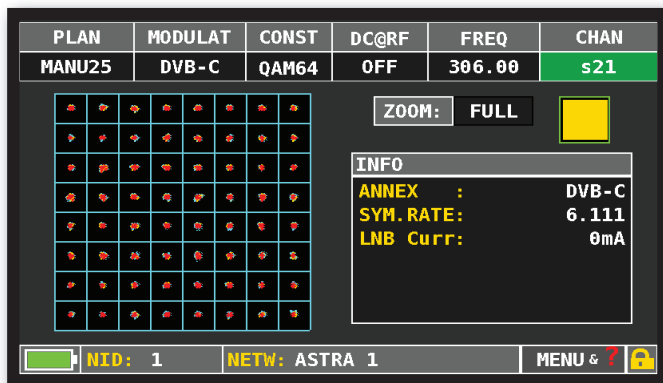 PLAN MODULAT CONST DC@RF FREQ CHAN
MANU25 DVB-C QAM64 OFF 306.00 s21
ZOOM: FULL
INFO
ANNEX : DVB-C
SYM.RATE: 6.111
LNB Curr: 0mA
NID: 1 NETW: ASTRA 1 MENU & ?